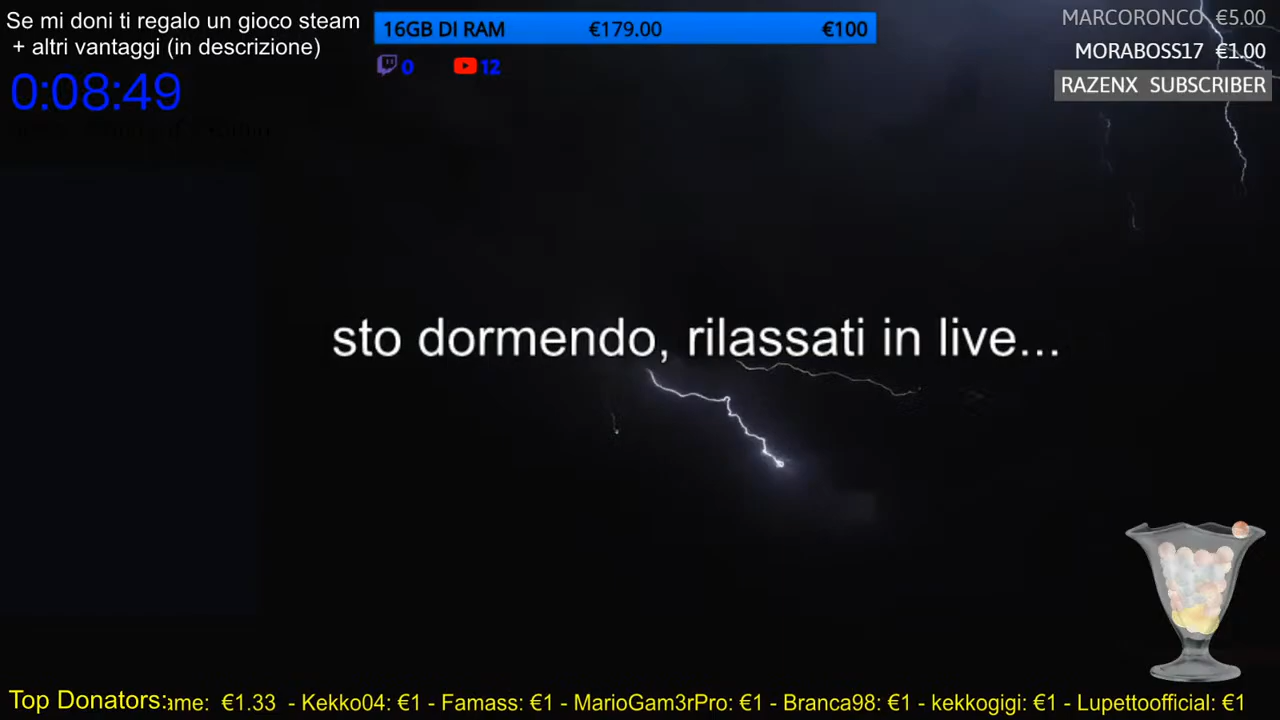 Se mi doni ti regalo un gioco steam
+ altri vantaggi (in descrizione)
0:08:49
16GB DI RAM €179.00 €100
0 12
MARCORONCO €5.00
MORABOSS17 €1.00
RAZENX SUBSCRIBER
sto dormendo, rilassati in live...
Top Donators: ame: €1.33 - Kekko04: €1 - Famass: €1 - MarioGam3rPro: €1 - Branca98: €1 - kekkogigi: €1 - Lupettoofficial: €1